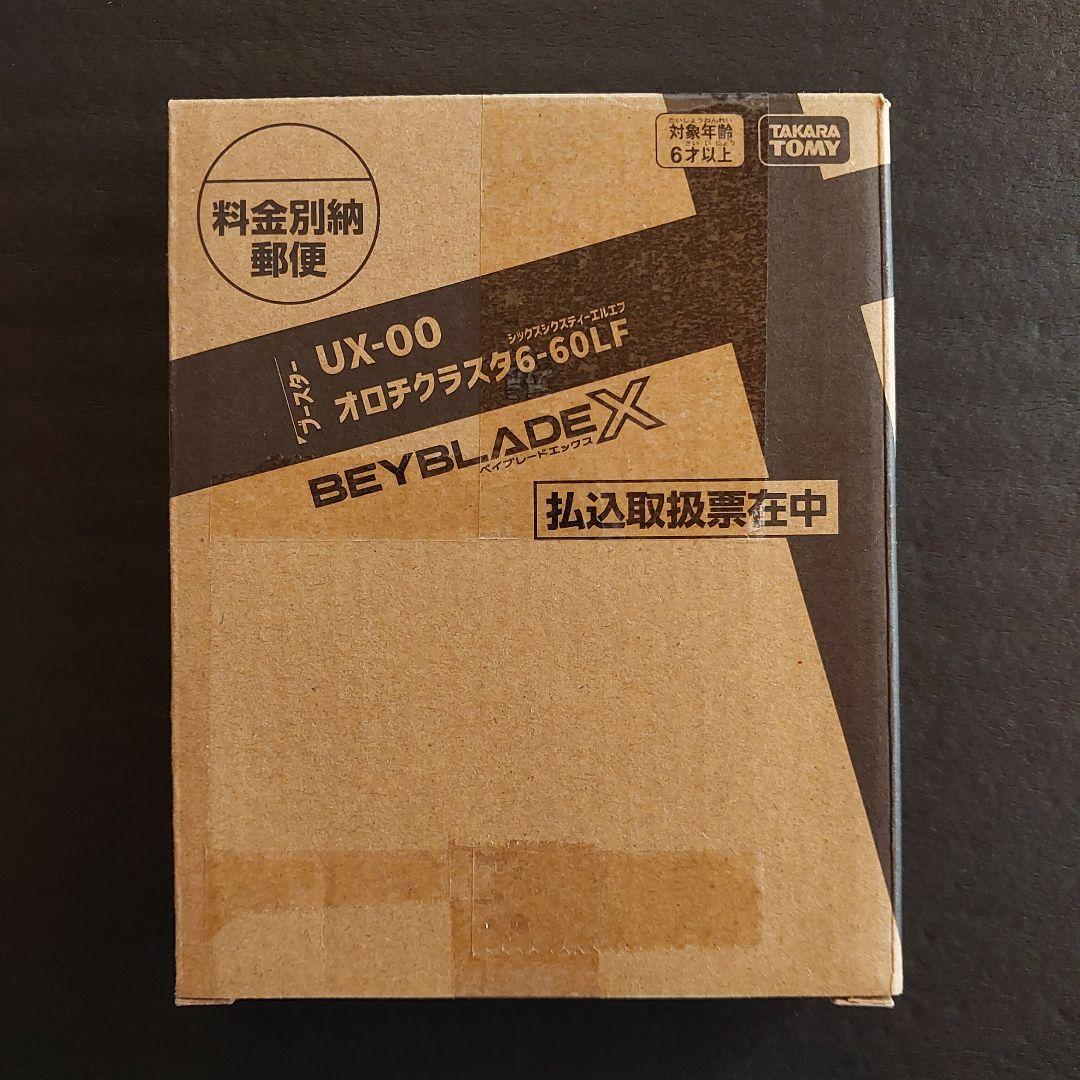 料金別納
郵便
たいしょうねんれい
対象年齢
さい いじょう
6才以上
TAKARA
TOMY
ブースター
UX-00
シックスシクスティーエルエフ
オロチクラスタ6-60LF
BEYBLADE X
ベイブレードエックス
払込取扱票在中